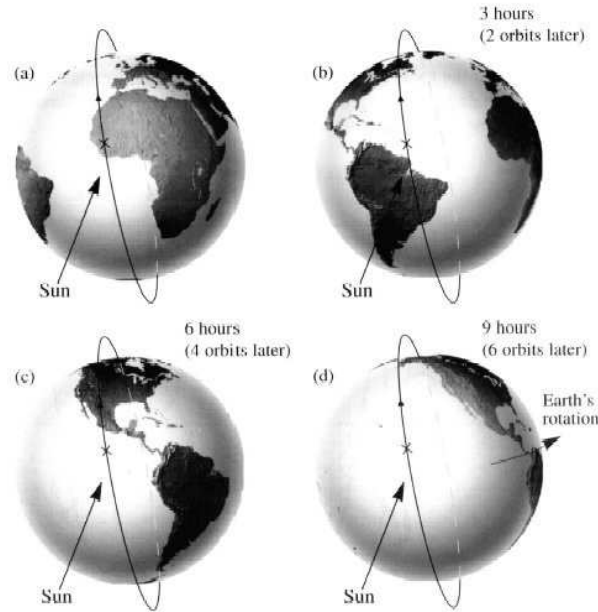 (a)
Sun
3 hours
(2 orbits later)
(b)
Sun
6 hours
(4 orbits later)
(c)
Sun
9 hours
(6 orbits later)
(d)
Earth's
rotation
Sun